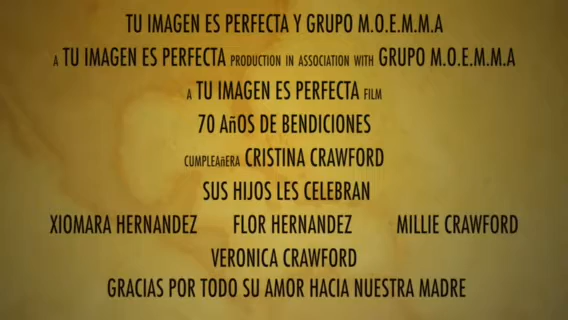 TU IMAGEN ES PERFECTA Y GRUPO M.O.E.M.M.A
A TU IMAGEN ES PERFECTA PRODUCTION IN ASSOCIATION WITH GRUPO M.O.E.M.M.A
A TU IMAGEN ES PERFECTA FILM
70 AñOS DE BENDICIONES
CUMPLEAñERA CRISTINA CRAWFORD
SUS HIJOS LES CELEBRAN
XIOMARA HERNANDEZ FLOR HERNANDEZ MILLIE CRAWFORD
VERONICA CRAWFORD
GRACIAS POR TODO SU AMOR HACIA NUESTRA MADRE